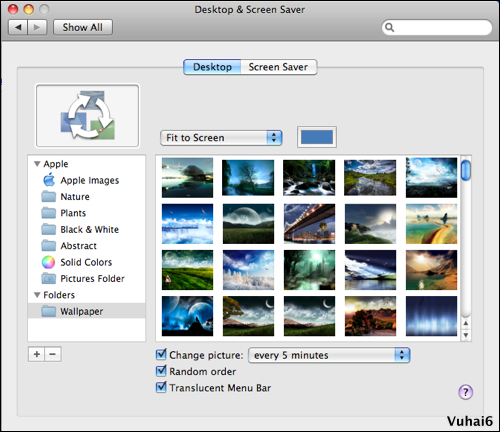 Desktop & Screen Saver
Show All
Desktop Screen Saver
Fit to Screen
Apple
Apple Images
Nature
Plants
Black & White
Abstract
Solid Colors
Pictures Folder
Folders
Wallpaper
+ −
Change picture: every 5 minutes
Random order
Translucent Menu Bar
?
Vuhai6